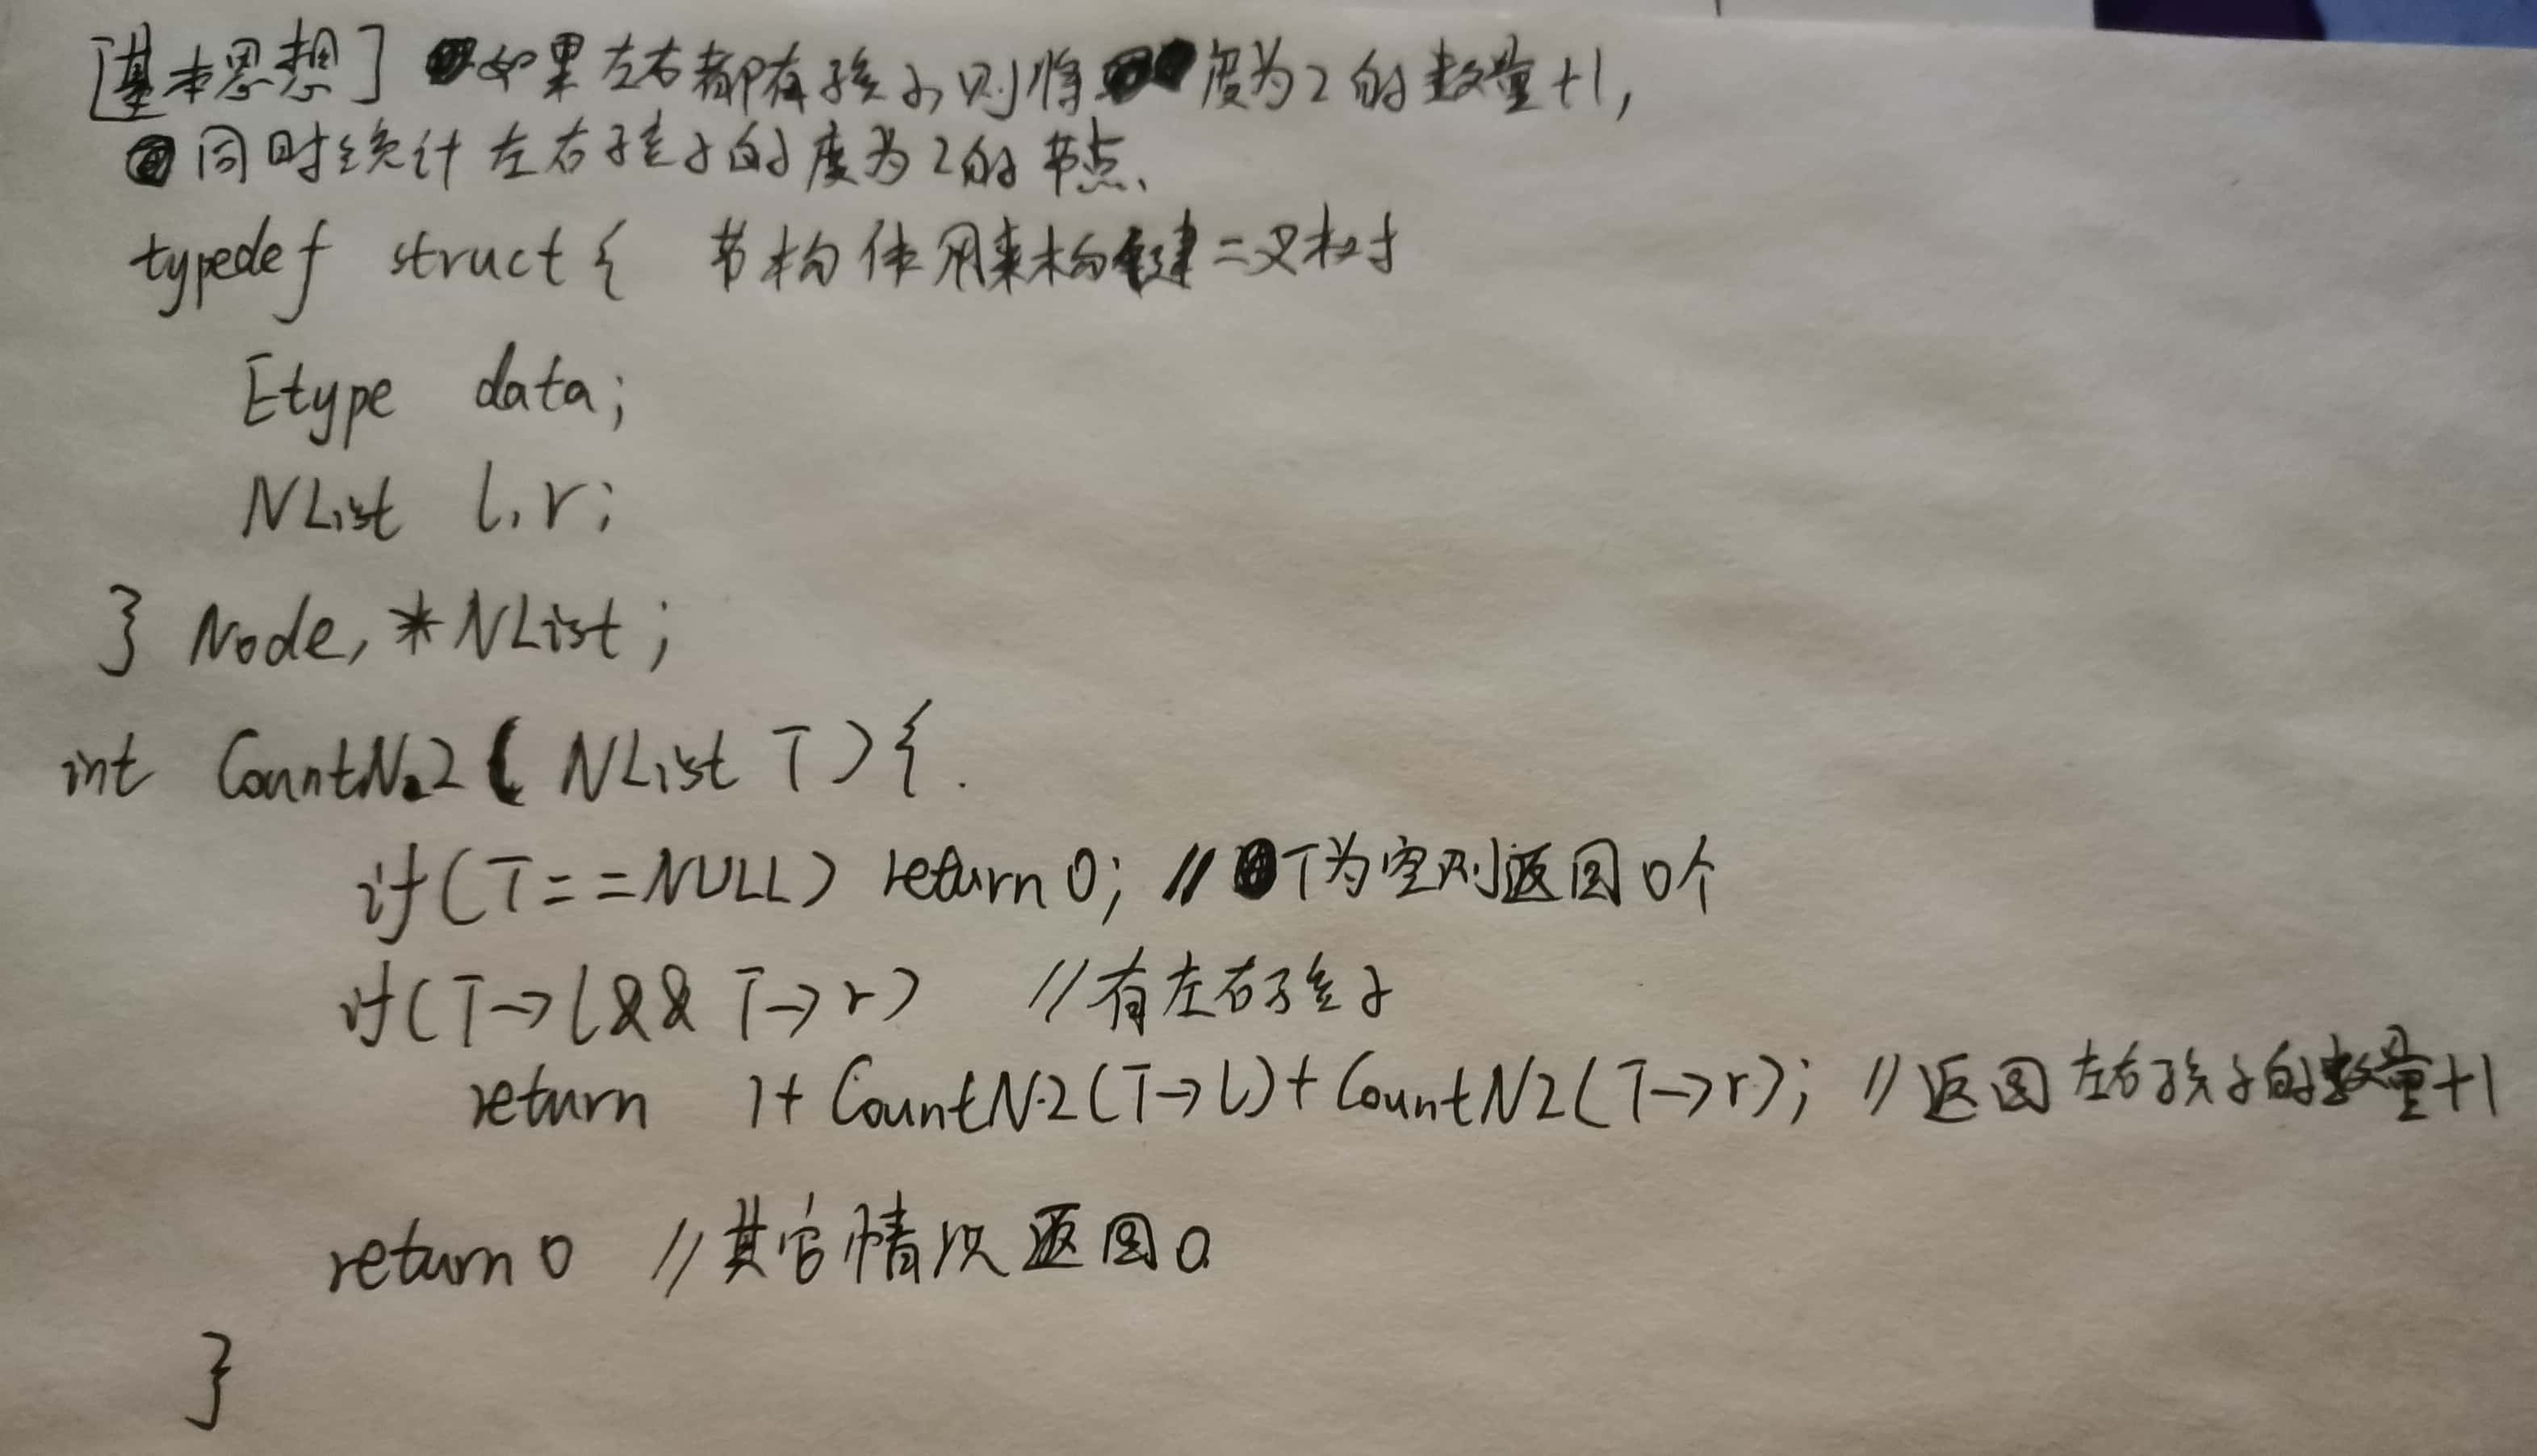 [基本思想] 如果左右都有孩子,则将度为2的数量+1,
同时统计左右孩子的度为2的节点、
typedef struct { 节构体用来构建二叉树
Etype data;
NList l,r;
} Node, *NList;
int CountN2(NList T){
if(T==NULL) return 0; // T为空则返回0个
if(T->l&& T->r) //有左右孩子
return 1+ CountN2(T->l)+ CountN2(T->r); //返回左右孩子的数量+1
return 0 //其它情况返回0
}